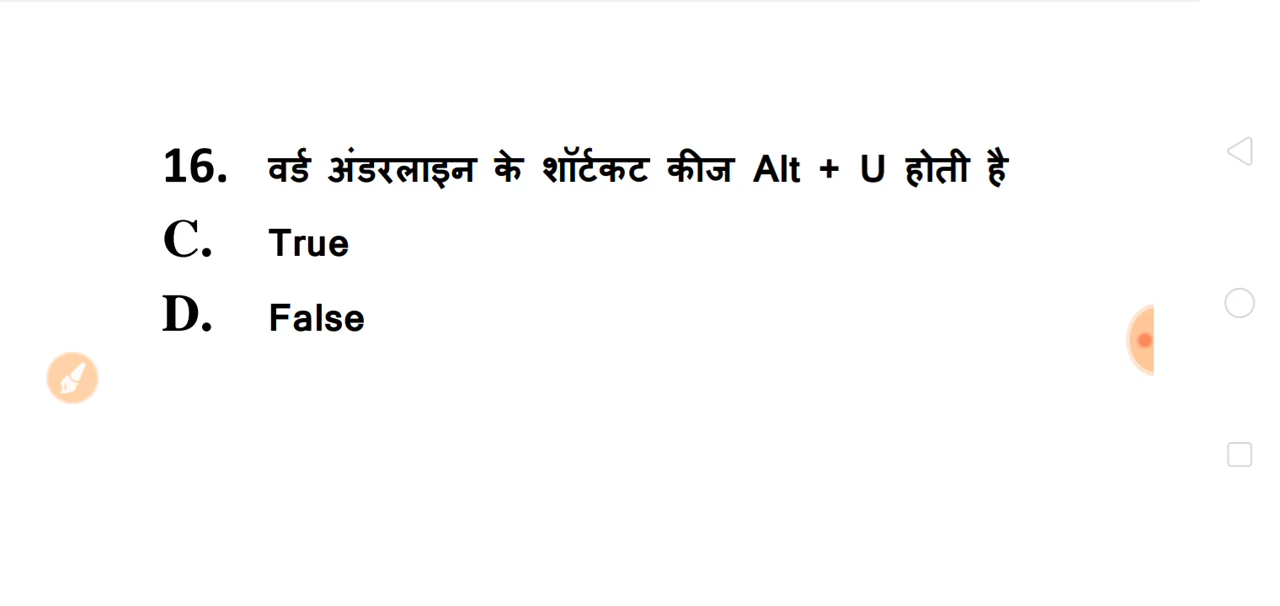 16. वर्ड अंडरलाइन के शॉर्टकट कीज Alt + U होती है
C. True
D. False